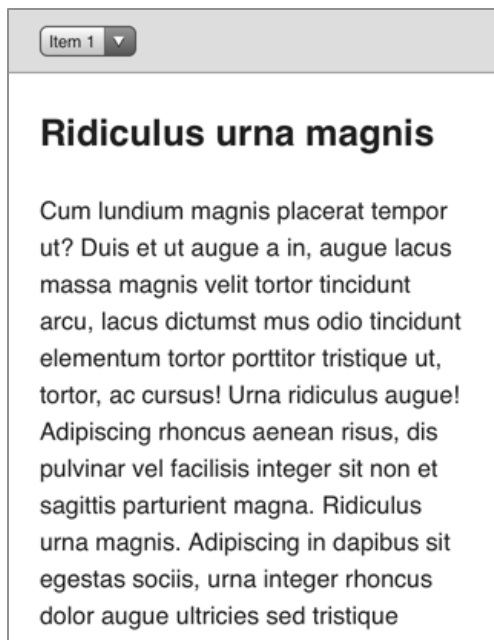 Item 1
Ridiculus urna magnis
Cum lundium magnis placerat tempor
ut? Duis et ut augue a in, augue lacus
massa magnis velit tortor tincidunt
arcu, lacus dictumst mus odio tincidunt
elementum tortor porttitor tristique ut,
tortor, ac cursus! Urna ridiculus augue!
Adipiscing rhoncus aenean risus, dis
pulvinar vel facilisis integer sit non et
sagittis parturient magna. Ridiculus
urna magnis. Adipiscing in dapibus sit
egestas sociis, urna integer rhoncus
dolor augue ultricies sed tristique